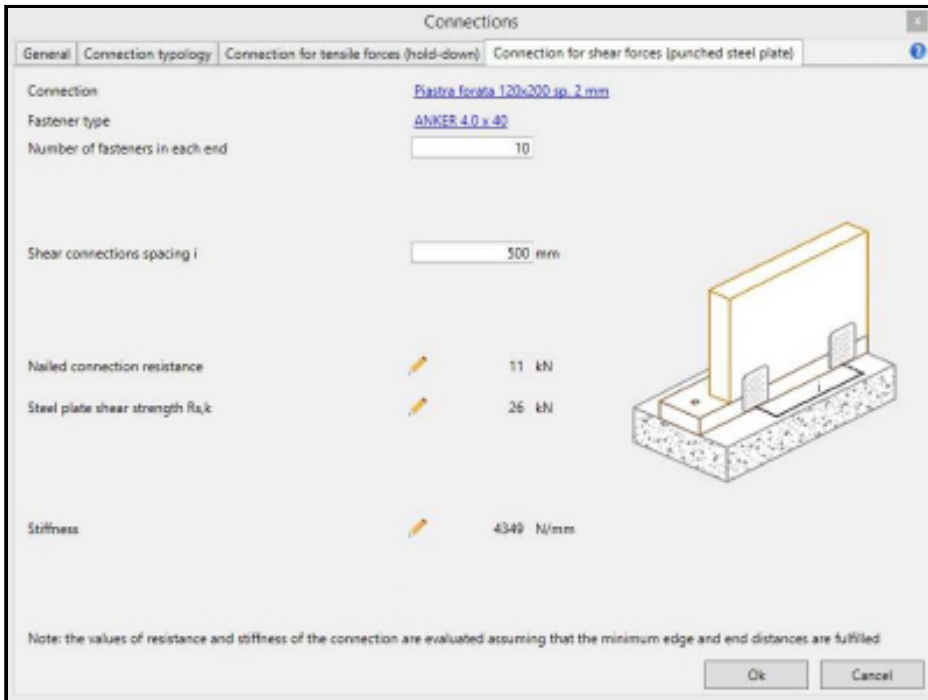 Connections
x
General Connection typology Connection for tensile forces (hold-down) Connection for shear forces (punched steel plate) ?
Connection Piastra forata 120x200 sp. 2 mm
Fastener type ANKER 4.0 x 40
Number of fasteners in each end 10
Shear connections spacing i 500 mm
Nailed connection resistance 11 kN
Steel plate shear strength Rs,k 26 kN
i
Stiffness 4349 N/mm
Note: the values of resistance and stiffness of the connection are evaluated assuming that the minimum edge and end distances are fulfilled
Ok Cancel